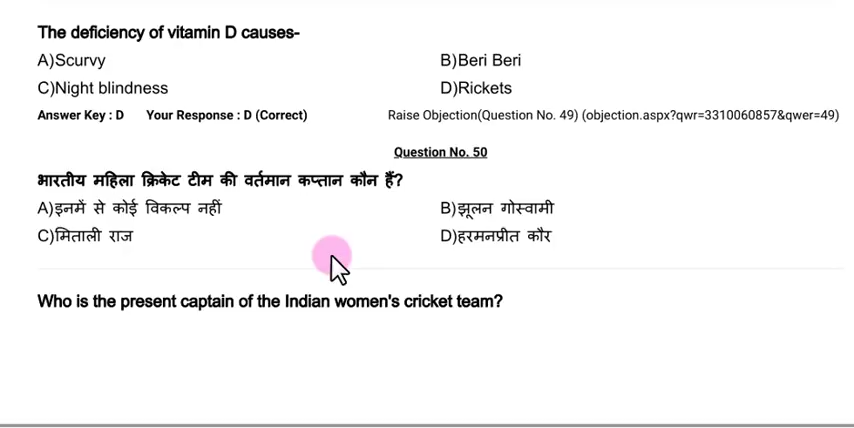 The deficiency of vitamin D causes-
A)Scurvy B)Beri Beri
C)Night blindness D)Rickets
Answer Key : D Your Response : D (Correct) Raise Objection(Question No. 49) (objection.aspx?qwr=3310060857&qwer=49)
Question No. 50
भारतीय महिला क्रिकेट टीम की वर्तमान कप्तान कौन हैं?
A)इनमें से कोई विकल्प नहीं B)झूलन गोस्वामी
C)मिताली राज D)हरमनप्रीत कौर
Who is the present captain of the Indian women's cricket team?